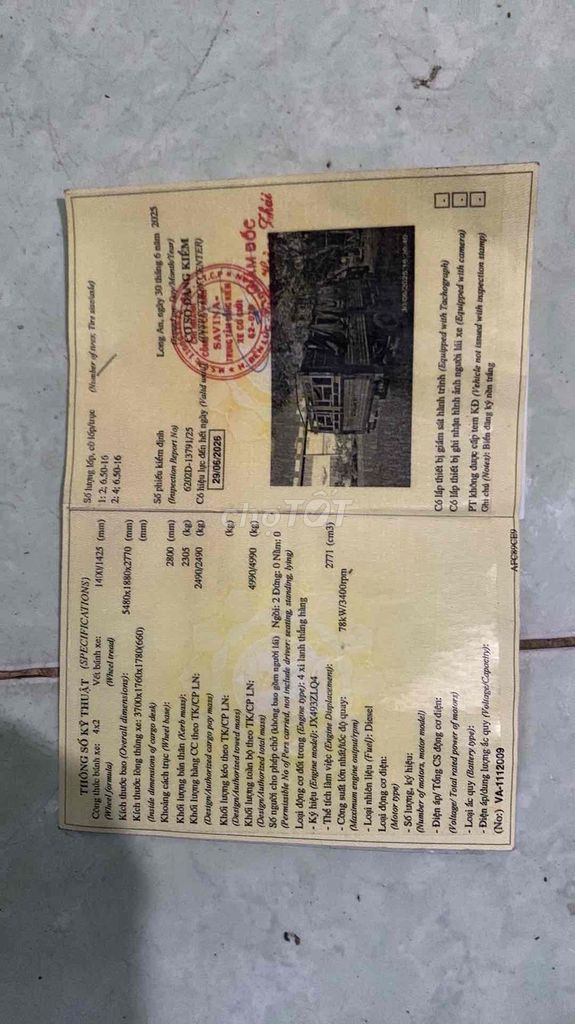 THÔNG SỐ KỸ THUẬT (SPECIFICATIONS)
Công thức bánh xe: 4x2 Vết bánh xe: 1400/1425 (mm)
(Wheel formula) (Wheel tread)
Kích thước bao (Overall dimensions): 5480x1880x2770 (mm)
Kích thước lòng thùng xe: 3700x1760x1780(660) (mm)
(Inside dimensions of cargo desk)
Khoảng cách trục (Wheel base): 2800 (mm)
Khối lượng bản thân (Kerb mass): 2305 (kg)
Khối lượng hàng CC theo TK/CP LN: 2490/2490 (kg)
(Design/Authorized cargo pay mass)
Khối lượng kéo theo TK/CP LN: (kg)
(Design/Authorized towed mass)
Khối lượng toàn bộ theo TK/CP LN: 4990/4990 (kg)
(Design/Authorized total mass)
Số người cho phép chở (không bao gồm người lái) Ngồi: 2 Đứng: 0 Nằm: 0
(Permissible No of Pers carried, not include driver: seating, standing, lying)
Loại động cơ đốt trong (Engine type): 4 xi lanh thẳng hàng
- Ký hiệu (Engine model): JX493ZLQ4
- Thể tích làm việc (Engine Displacement): 2771 (cm3)
- Công suất lớn nhất/tốc độ quay: 78kW/3400rpm
(Maximum engine output/rpm)
- Loại nhiên liệu (Fuel): Diesel
Loại động cơ điện:
(Motor type)
- Số lượng, ký hiệu:
(Number of motors, motor model)
- Điện áp/ Tổng CS động cơ điện:
(Voltage/ Total rated power of motors)
- Loại ắc quy (Battery type):
- Điện áp/dung lượng ắc quy (Voltage/Capacity):
(No:) VA-1112009
AFC89CE9
Số lượng lốp, cỡ lốp/trục (Number of tires; Tire size/axle)
1: 2; 6.50-16
2: 4; 6.50-16
Long An, ngày 30 tháng 6 năm 2025
Số phiếu kiểm định
(Inspection Report No)
CƠ SỞ ĐĂNG KIỂM
6202D-13791/25
Có hiệu lực đến hết ngày (Valid until)
29/06/2026
SAVINA
TRUNG TÂM ĐĂNG KIỂM
XE CƠ GIỚI
GIÁM ĐỐC
Thái
chợTỐT
Có lắp thiết bị giám sát hành trình (Equipped with Tachograph) -
Có lắp thiết bị ghi nhận hình ảnh người lái xe (Equipped with camera) -
PT không được cấp tem KĐ (Vehicle not issued with inspection stamp) -
Ghi chú (Notes): Biển đăng ký nền trắng